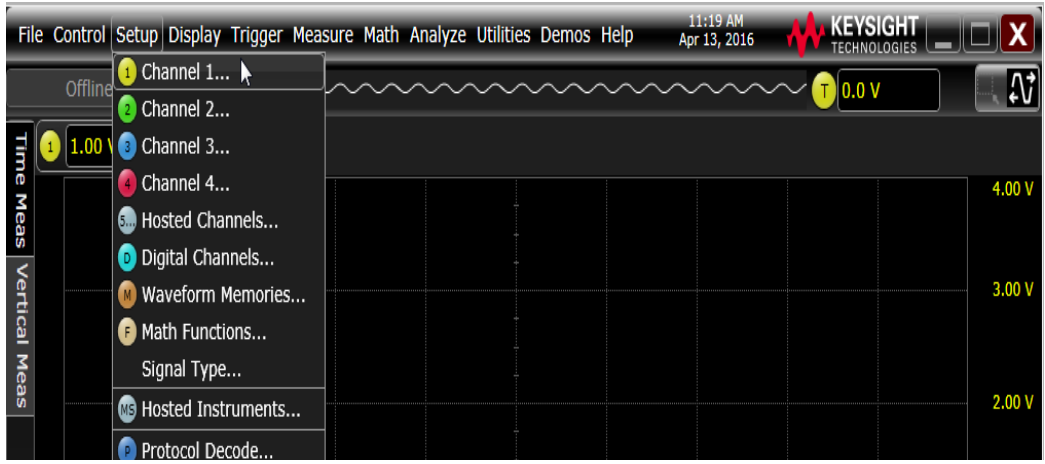 File Control Setup Display Trigger Measure Math Analyze Utilities Demos Help
11:19 AM
Apr 13, 2016
KEYSIGHT
TECHNOLOGIES
X
Offline
T 0.0 V
1 1.00 V
1 Channel 1...
2 Channel 2...
3 Channel 3...
4 Channel 4...
5... Hosted Channels...
D Digital Channels...
M Waveform Memories...
F Math Functions...
Signal Type...
MS Hosted Instruments...
P Protocol Decode...
Time Meas
Vertical Meas
4.00 V
3.00 V
2.00 V